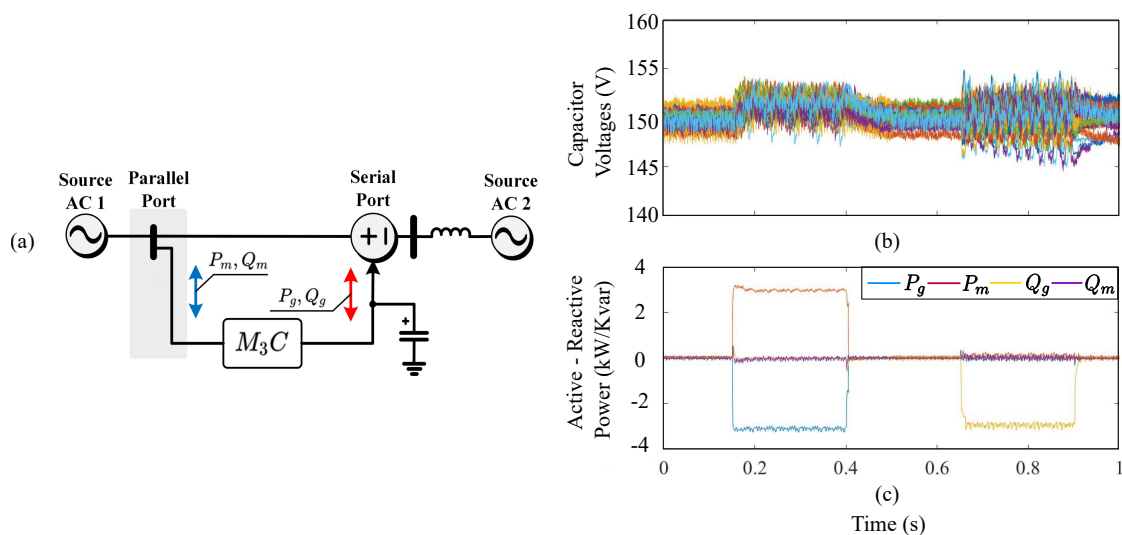 (a)
Source
AC 1
Parallel
Port
Serial
Port
Source
AC 2
+
P_m, Q_m
P_g, Q_g
M_3C
+
Capacitor
Voltages (V)
160
155
150
145
140
(b)
Active - Reactive
Power (kW/Kvar)
4
2
0
-2
-4
P_g P_m Q_g Q_m
0 0.2 0.4 0.6 0.8 1
(c)
Time (s)